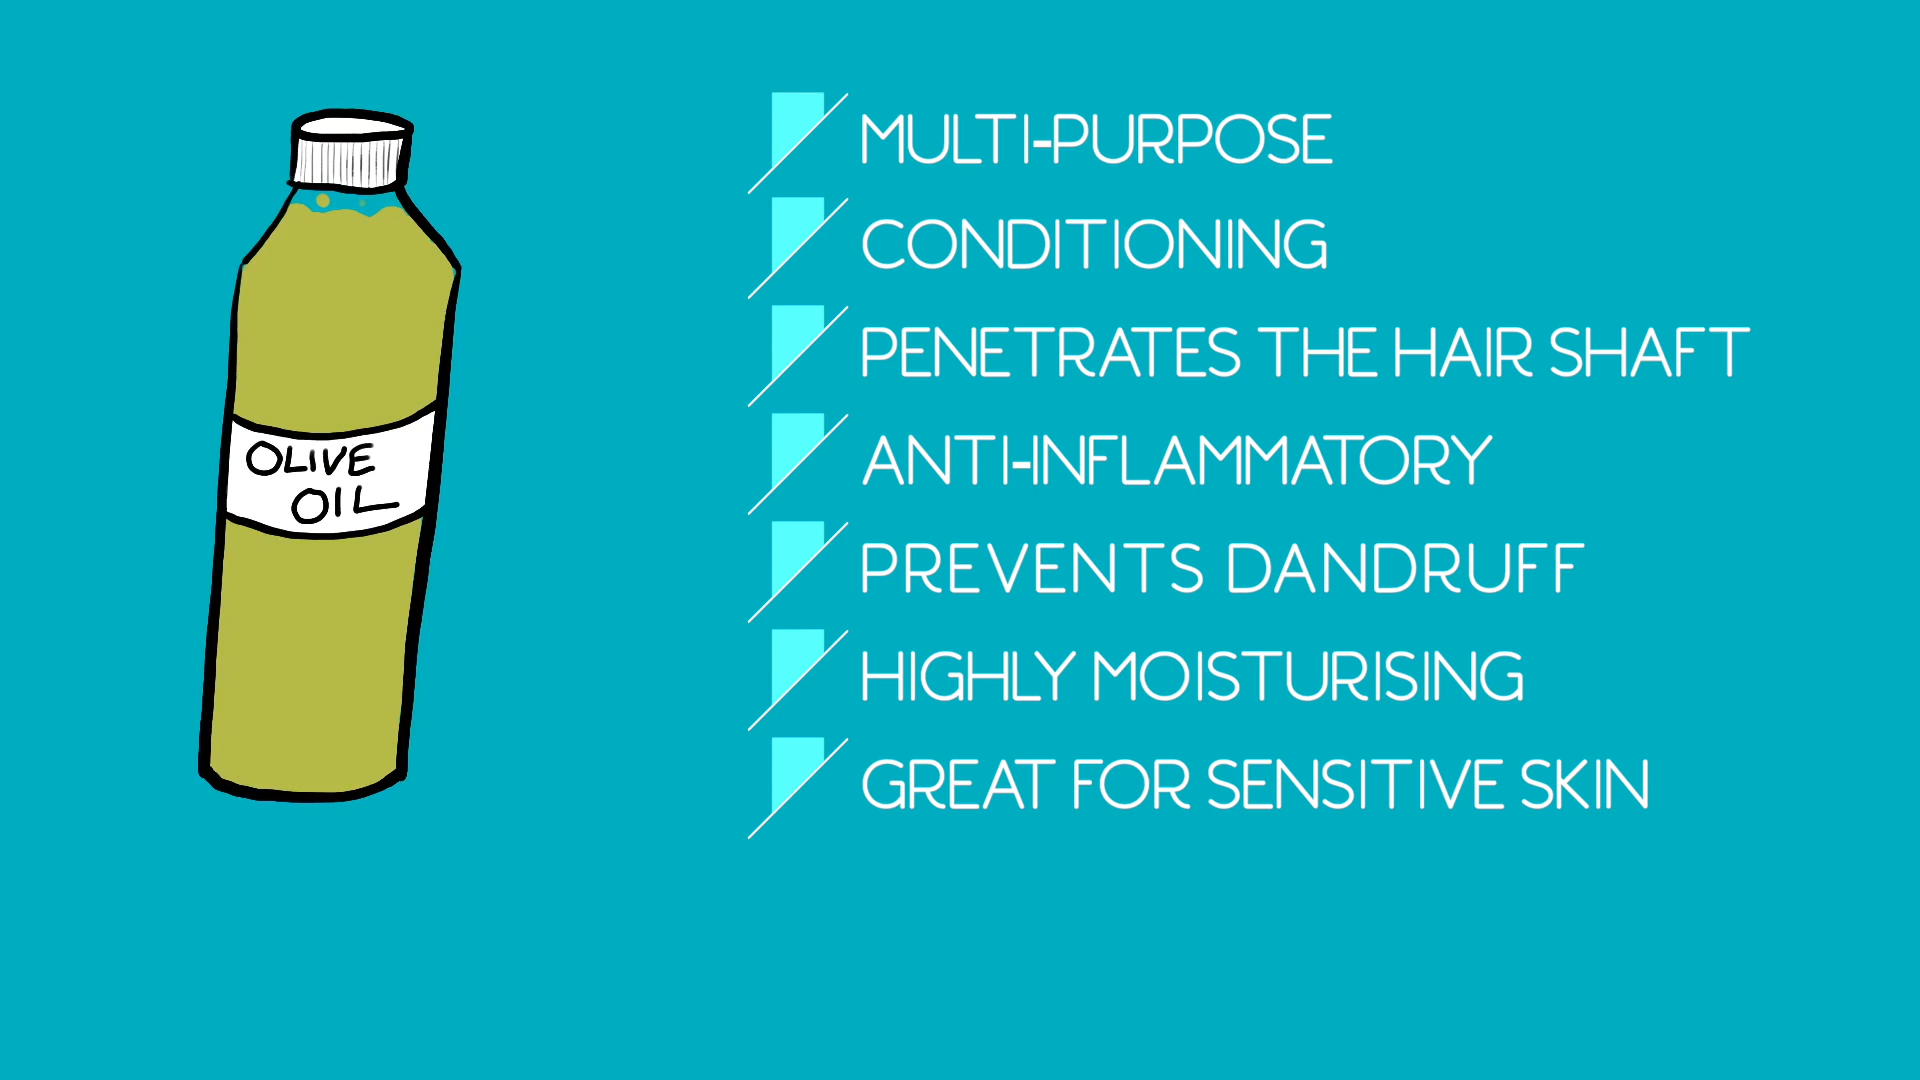 OLIVE
OIL
MULTI-PURPOSE
CONDITIONING
PENETRATES THE HAIR SHAFT
ANTI-INFLAMMATORY
PREVENTS DANDRUFF
HIGHLY MOISTURISING
GREAT FOR SENSITIVE SKIN